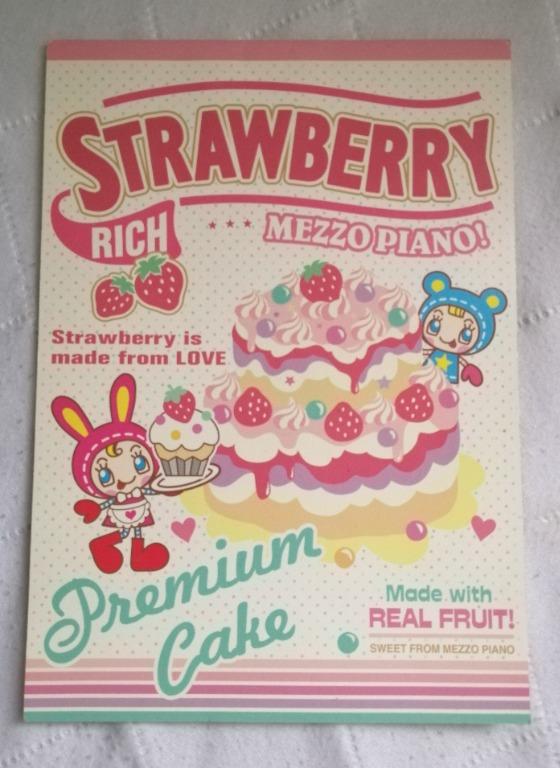 STRAWBERRY
RICH
MEZZO PIANO!
Strawberry is
made from LOVE
Premium
Cake
Made with
REAL FRUIT!
SWEET FROM MEZZO PIANO